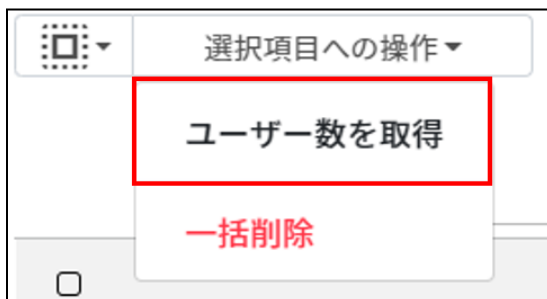 選択項目への操作
ユーザー数を取得
一括削除